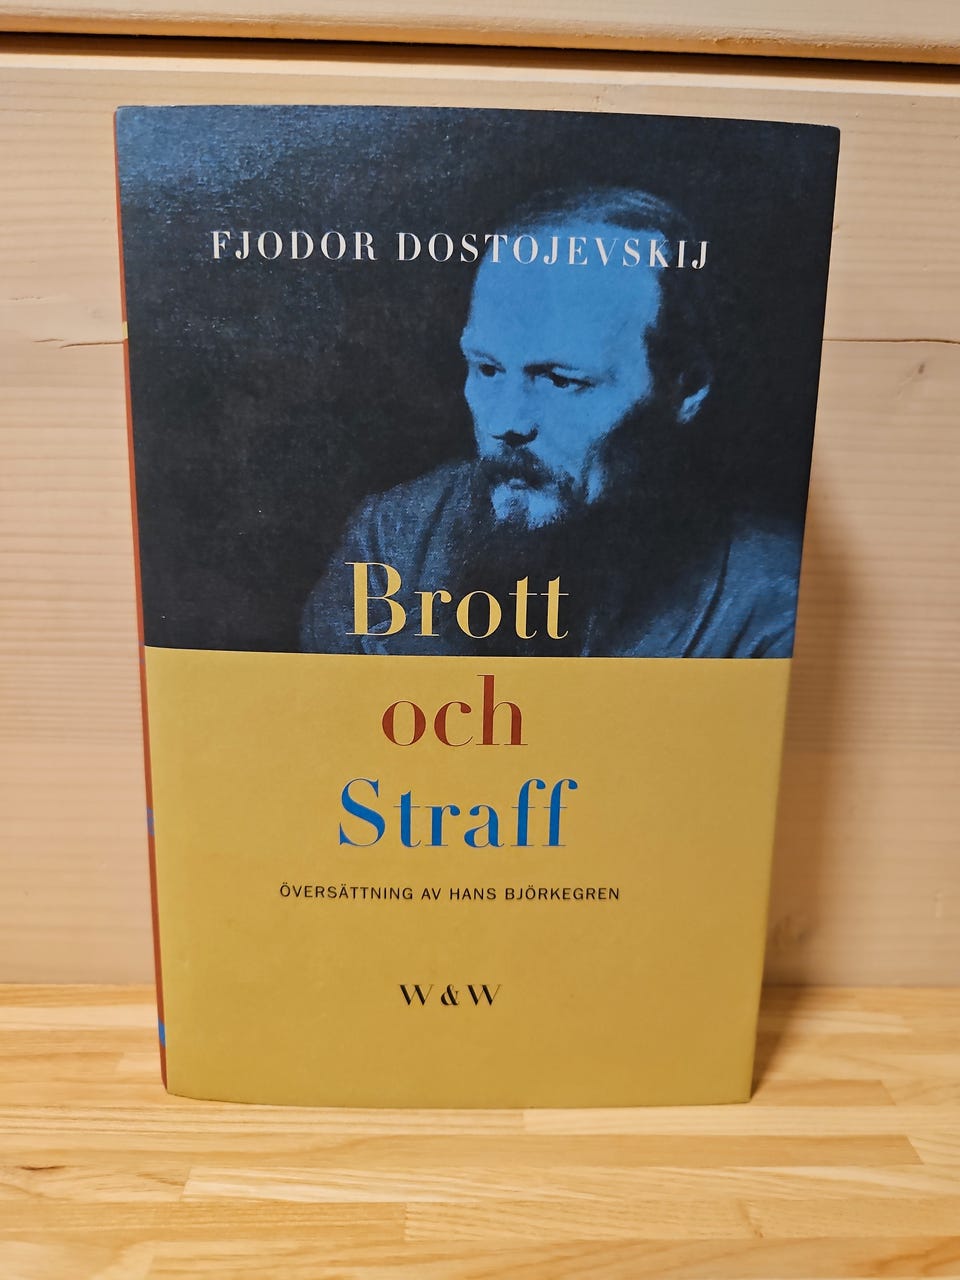 FJODOR DOSTOJEVSKIJ
Brott
och
Straff
ÖVERSÄTTNING AV HANS BJÖRKEGREN
W&W